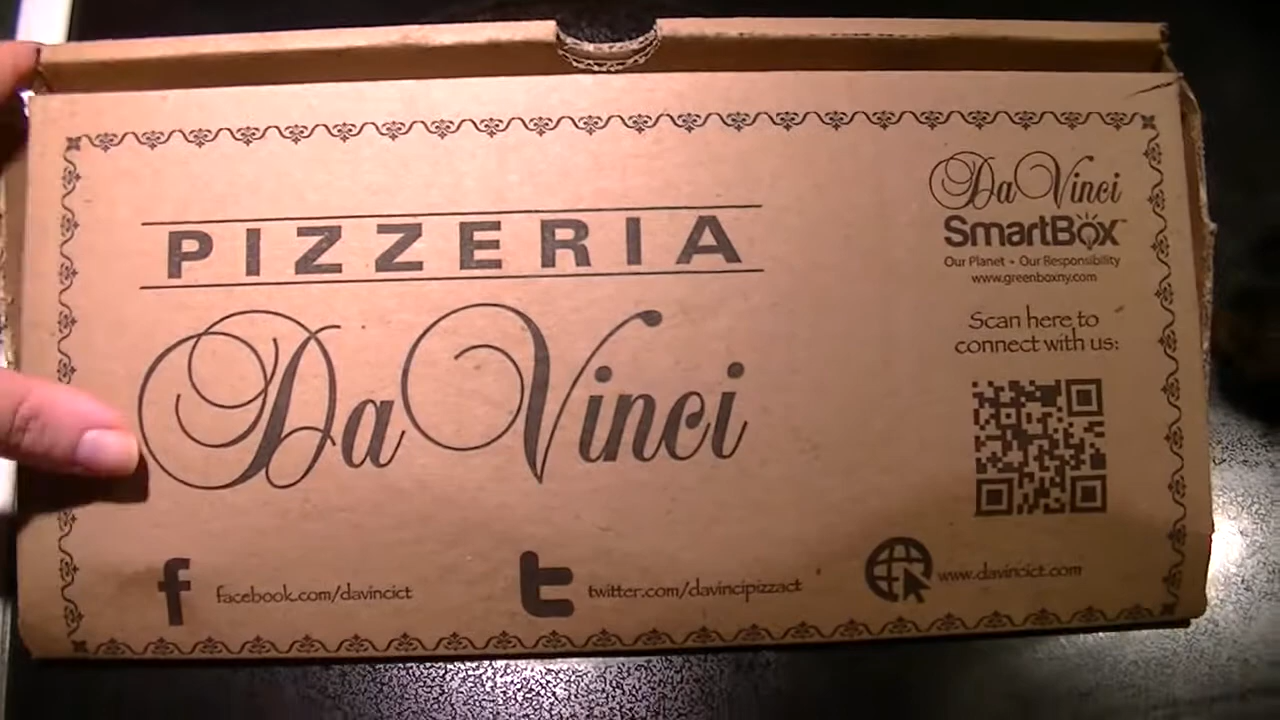 PIZZERIA
Da Vinci
Da Vinci
SmartBox™
Our Planet - Our Responsibility
www.greenboxny.com
Scan here to
connect with us:
f facebook.com/davincict
t twitter.com/davincipizzact
www.davincict.com